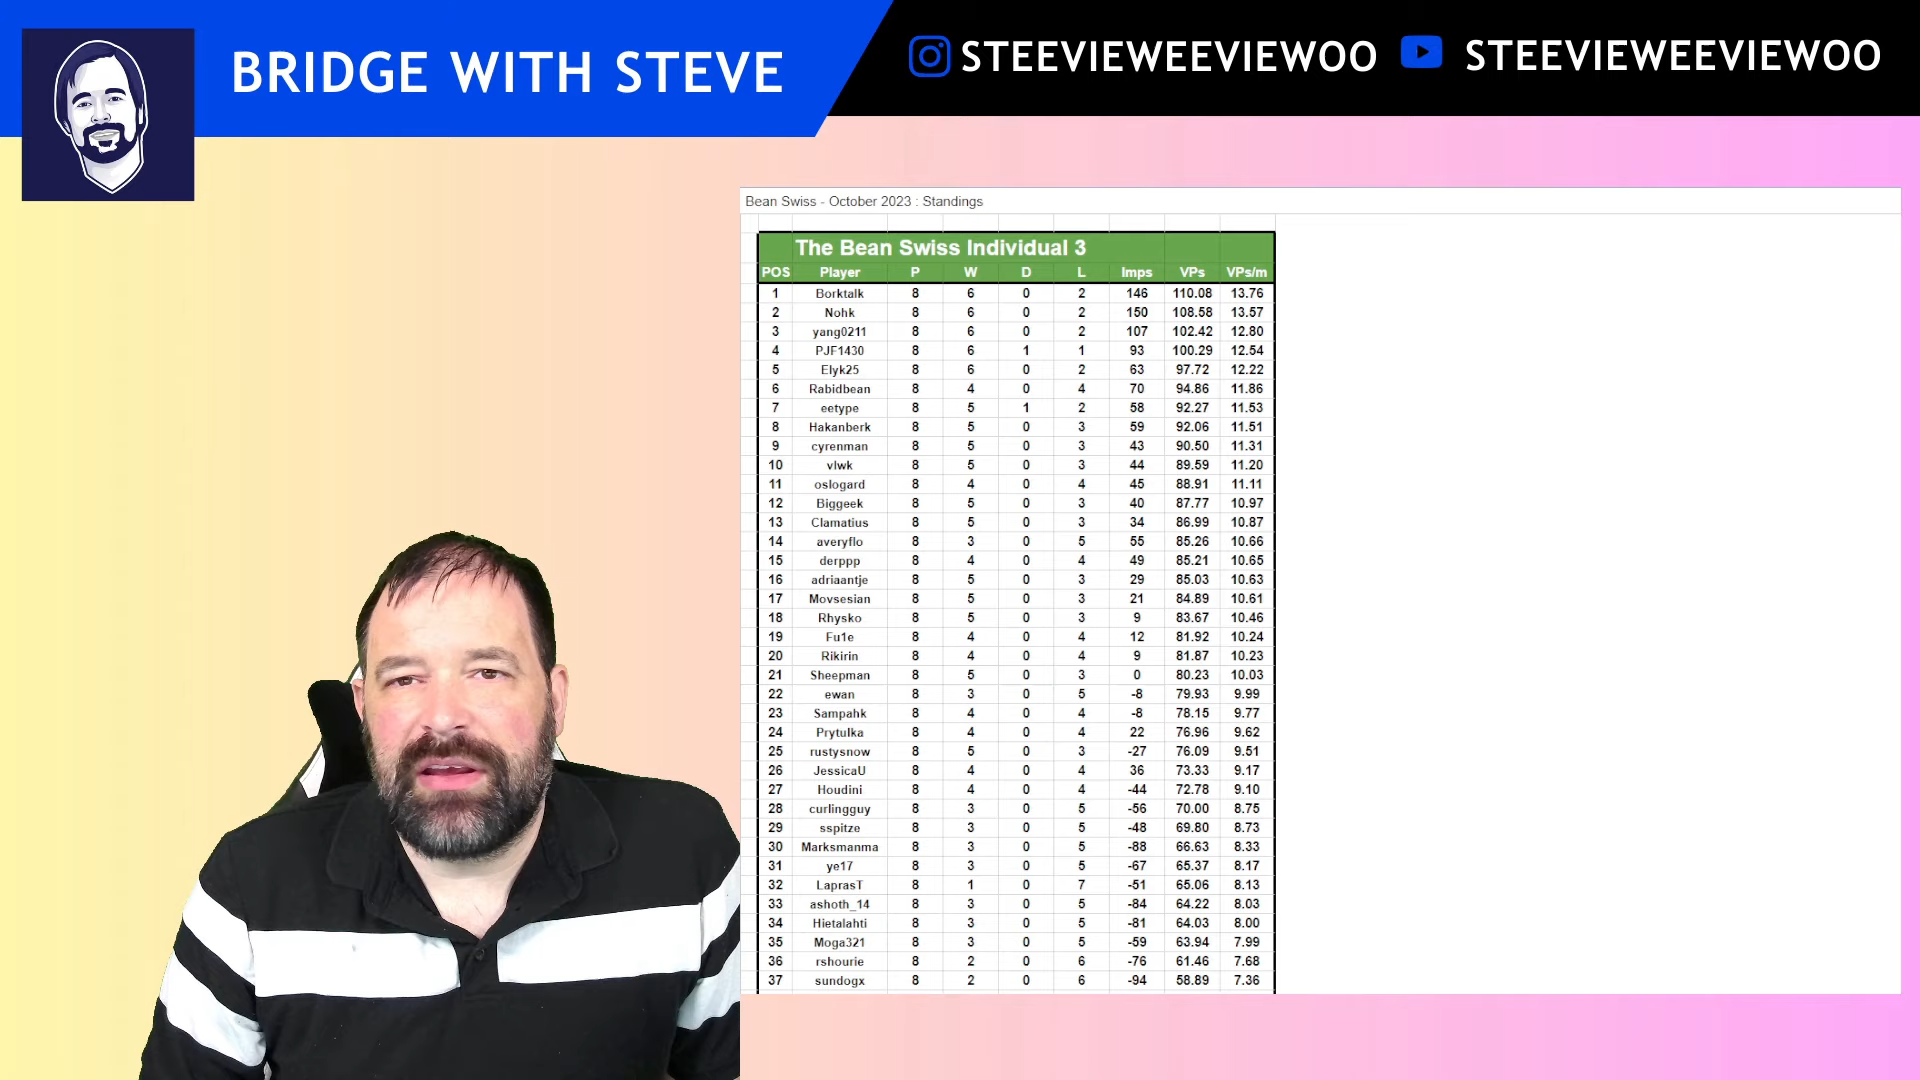 BRIDGE WITH STEVE
STEEVIEWEEVIEWOO
STEEVIEWEEVIEWOO
Bean Swiss - October 2023 : Standings
The Bean Swiss Individual 3
POS Player P W D L Imps VPs VPs/m
1 Borktalk 8 6 0 2 146 110.08 13.76
2 Nohk 8 6 0 2 150 108.58 13.57
3 yang0211 8 6 0 2 107 102.42 12.80
4 PJF1430 8 6 1 1 93 100.29 12.54
5 Elyk25 8 6 0 2 63 97.72 12.22
6 Rabidbean 8 4 0 4 70 94.86 11.86
7 eetype 8 5 1 2 58 92.27 11.53
8 Hakanberk 8 5 0 3 59 92.06 11.51
9 cyrenman 8 5 0 3 43 90.50 11.31
10 vlwk 8 5 0 3 44 89.59 11.20
11 oslogard 8 4 0 4 45 88.91 11.11
12 Biggeek 8 5 0 3 40 87.77 10.97
13 Clamatius 8 5 0 3 34 86.99 10.87
14 averyflo 8 3 0 5 55 85.26 10.66
15 derppp 8 4 0 4 49 85.21 10.65
16 adriaantje 8 5 0 3 29 85.03 10.63
17 Movsesian 8 5 0 3 21 84.89 10.61
18 Rhysko 8 5 0 3 9 83.67 10.46
19 Fu1e 8 4 0 4 12 81.92 10.24
20 Rikirin 8 4 0 4 9 81.87 10.23
21 Sheepman 8 5 0 3 0 80.23 10.03
22 ewan 8 3 0 5 -8 79.93 9.99
23 Sampahk 8 4 0 4 -8 78.15 9.77
24 Prytulka 8 4 0 4 22 76.96 9.62
25 rustysnow 8 5 0 3 -27 76.09 9.51
26 JessicaU 8 4 0 4 36 73.33 9.17
27 Houdini 8 4 0 4 -44 72.78 9.10
28 curlingguy 8 3 0 5 -56 70.00 8.75
29 sspitze 8 3 0 5 -48 69.80 8.73
30 Marksmanma 8 3 0 5 -88 66.63 8.33
31 ye17 8 3 0 5 -67 65.37 8.17
32 LaprasT 8 1 0 7 -51 65.06 8.13
33 ashoth_14 8 3 0 5 -84 64.22 8.03
34 Hietalahti 8 3 0 5 -81 64.03 8.00
35 Moga321 8 3 0 5 -59 63.94 7.99
36 rshourie 8 2 0 6 -76 61.46 7.68
37 sundogx 8 2 0 6 -94 58.89 7.36